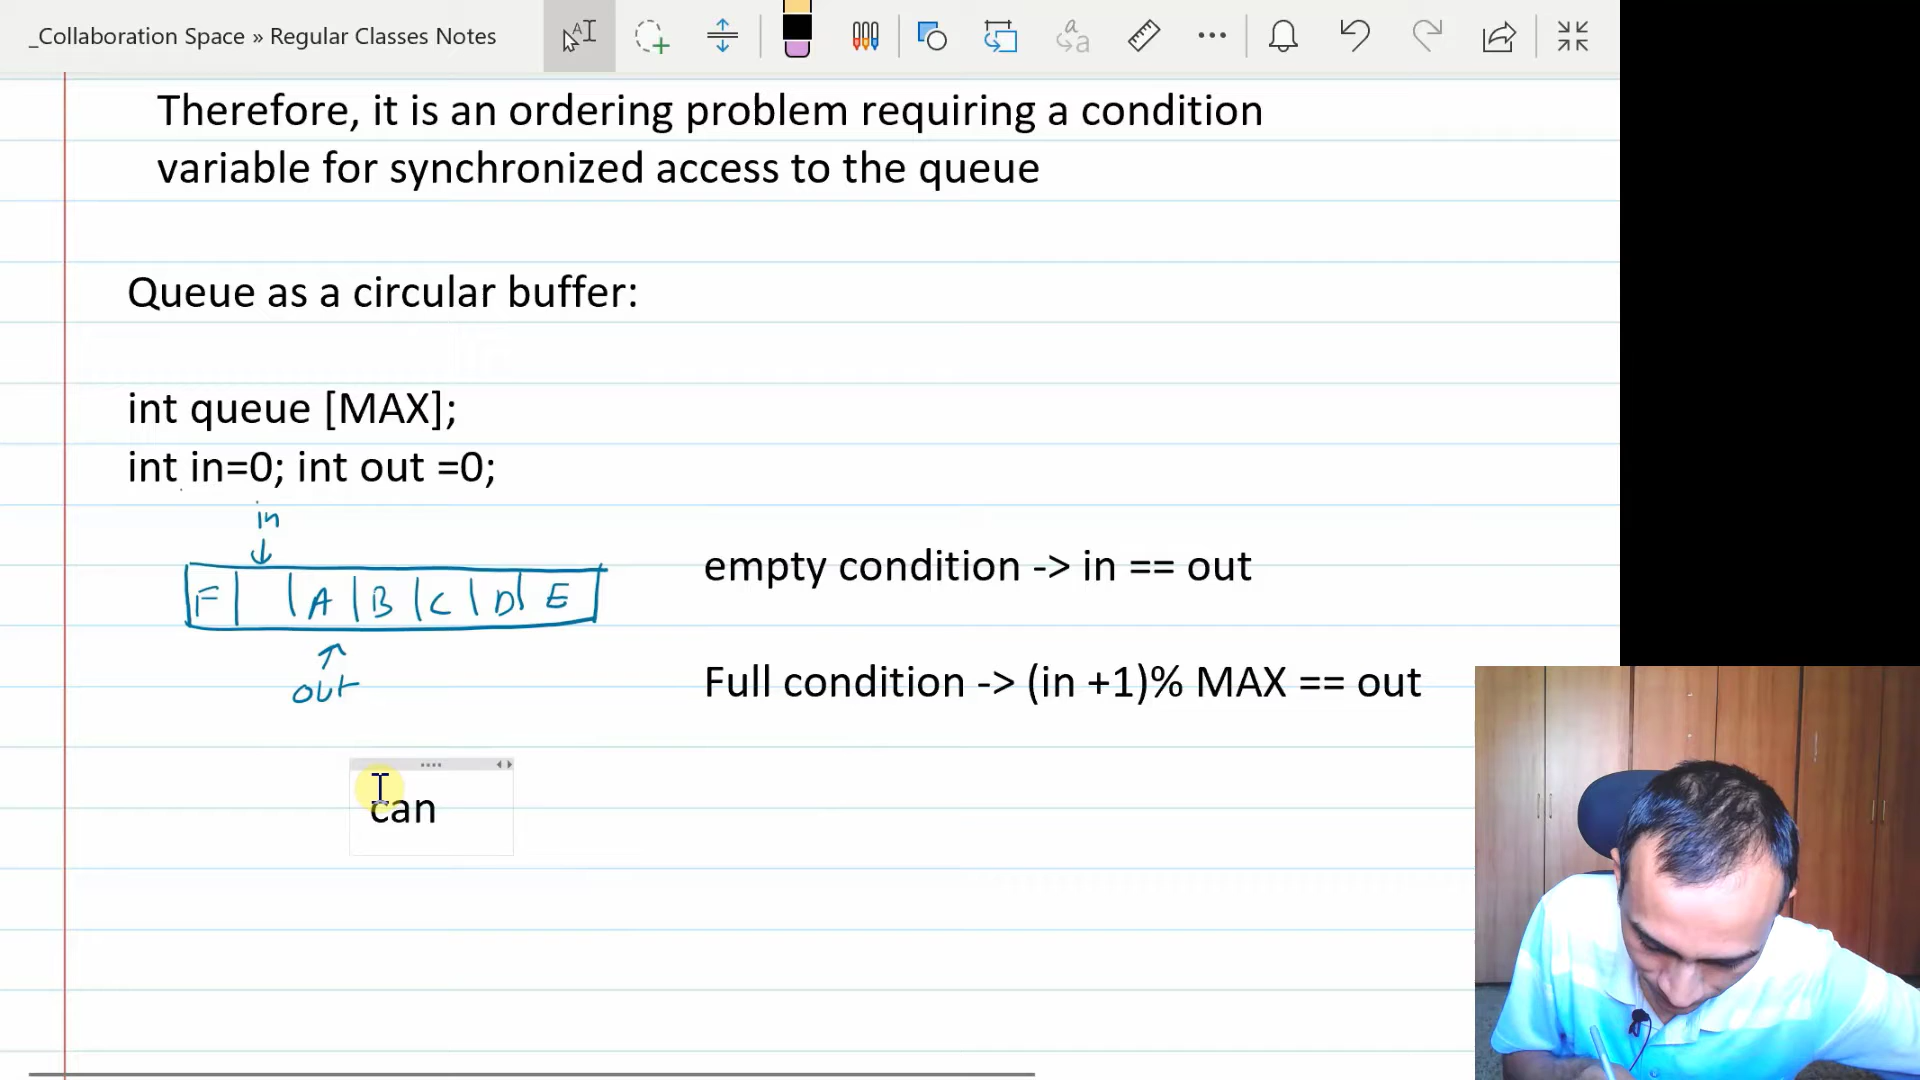 _Collaboration Space » Regular Classes Notes
Therefore, it is an ordering problem requiring a condition
variable for synchronized access to the queue
Queue as a circular buffer:
int queue [MAX];
int in=0; int out =0;
in
F A B C D E
out
empty condition -> in == out
Full condition -> (in +1)% MAX == out
can